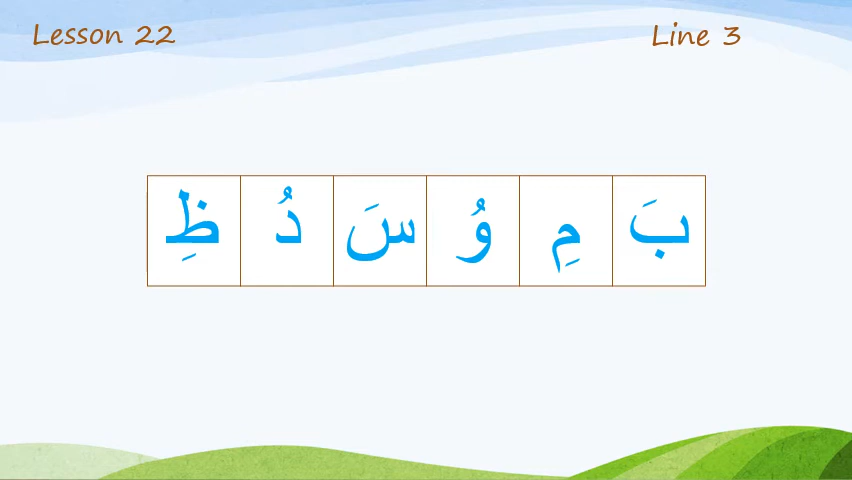 Lesson 22
Line 3
بَ مِ وُ سَ دُ ظِ